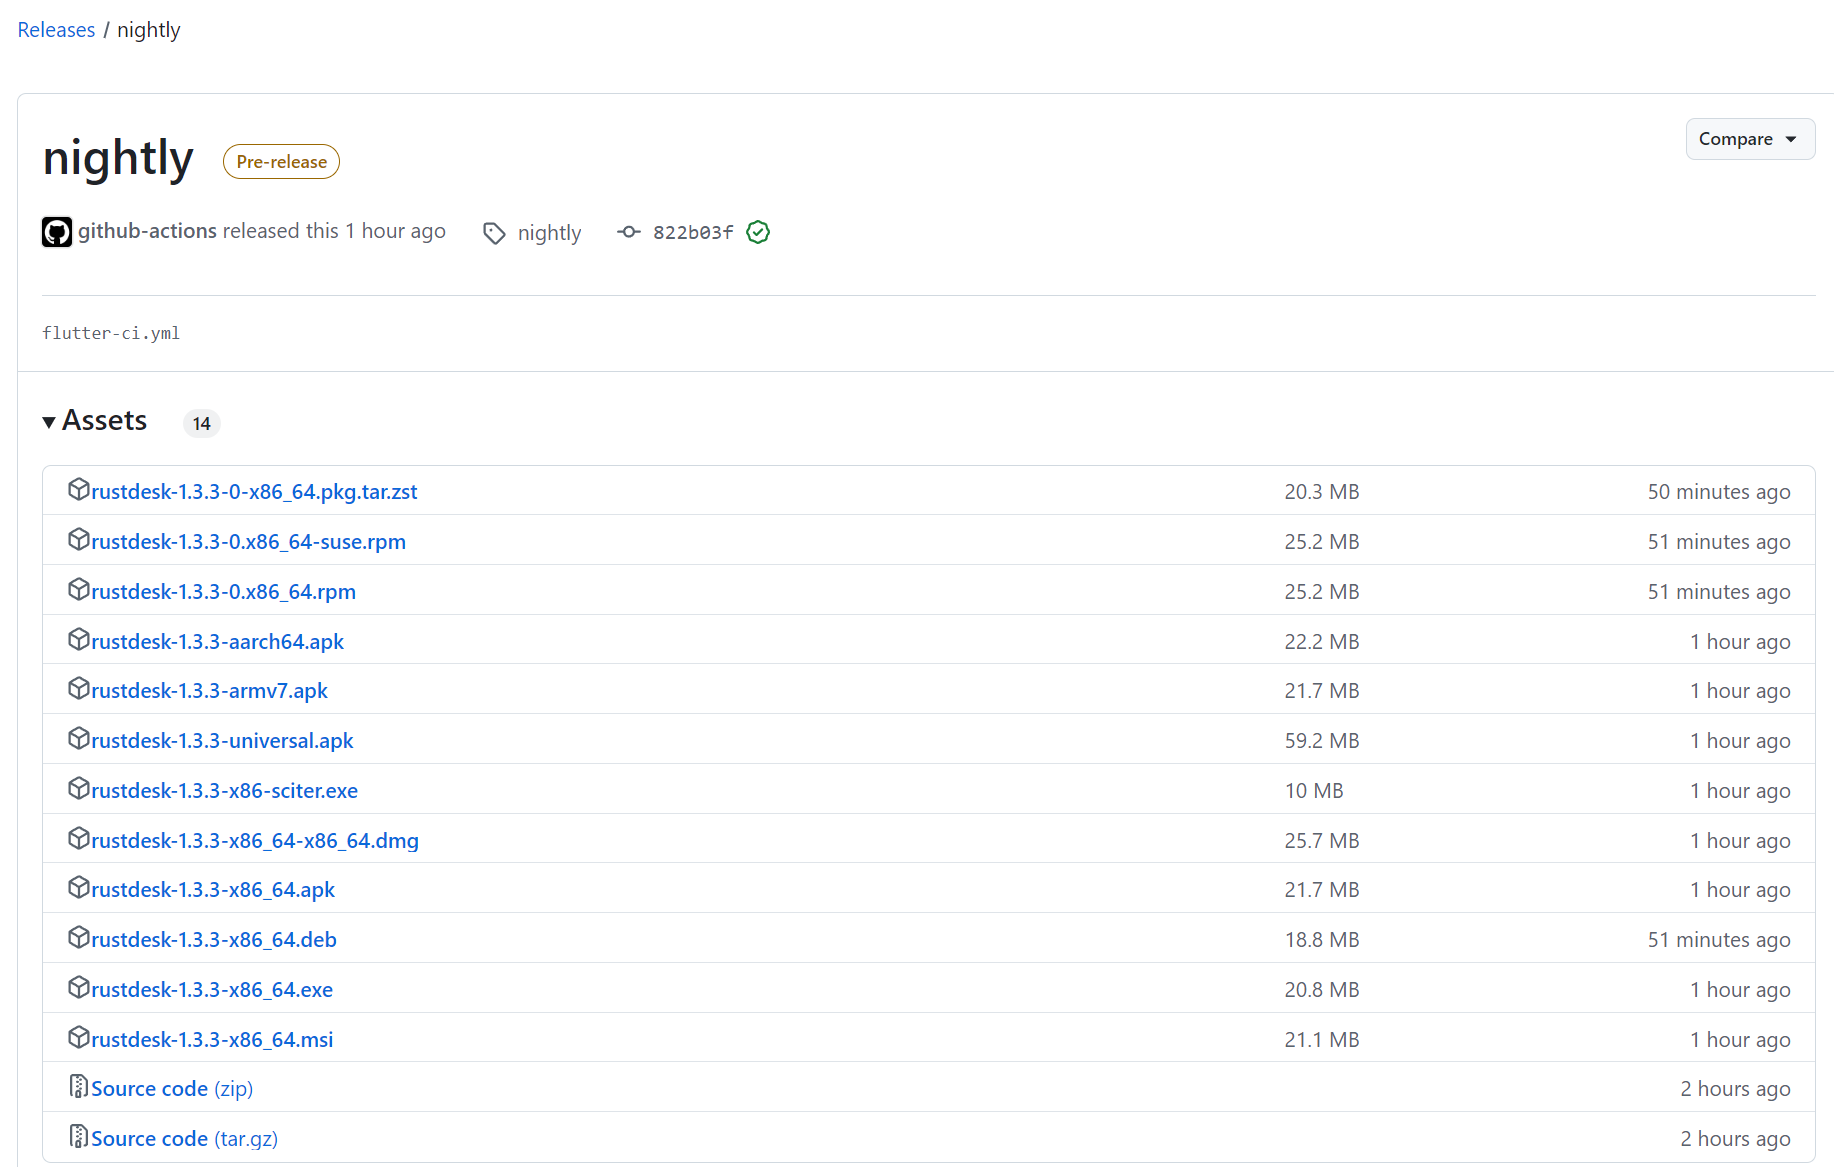 Releases / nightly
nightly Pre-release Compare
github-actions released this 1 hour ago nightly 822b03f
flutter-ci.yml
Assets 14
rustdesk-1.3.3-0-x86_64.pkg.tar.zst 20.3 MB 50 minutes ago
rustdesk-1.3.3-0.x86_64-suse.rpm 25.2 MB 51 minutes ago
rustdesk-1.3.3-0.x86_64.rpm 25.2 MB 51 minutes ago
rustdesk-1.3.3-aarch64.apk 22.2 MB 1 hour ago
rustdesk-1.3.3-armv7.apk 21.7 MB 1 hour ago
rustdesk-1.3.3-universal.apk 59.2 MB 1 hour ago
rustdesk-1.3.3-x86-sciter.exe 10 MB 1 hour ago
rustdesk-1.3.3-x86_64-x86_64.dmg 25.7 MB 1 hour ago
rustdesk-1.3.3-x86_64.apk 21.7 MB 1 hour ago
rustdesk-1.3.3-x86_64.deb 18.8 MB 51 minutes ago
rustdesk-1.3.3-x86_64.exe 20.8 MB 1 hour ago
rustdesk-1.3.3-x86_64.msi 21.1 MB 1 hour ago
Source code (zip) 2 hours ago
Source code (tar.gz) 2 hours ago